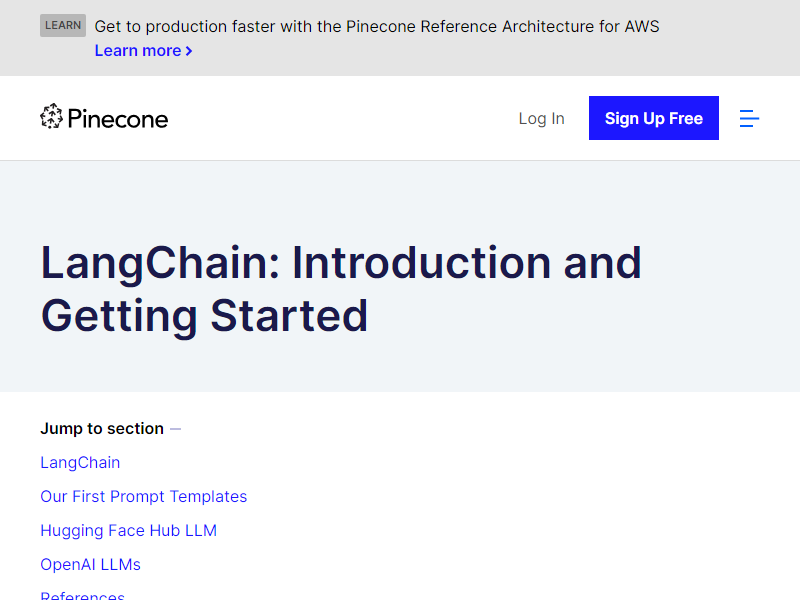 LEARN Get to production faster with the Pinecone Reference Architecture for AWS
Learn more
Pinecone
Log In
Sign Up Free
LangChain: Introduction and
Getting Started
Jump to section
LangChain
Our First Prompt Templates
Hugging Face Hub LLM
OpenAI LLMs
References